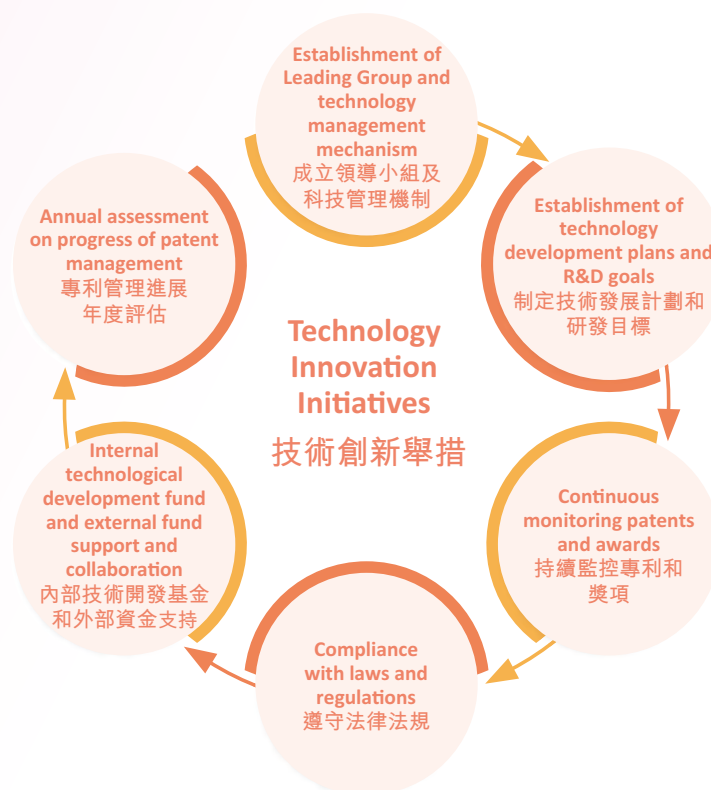 Establishment of
Leading Group and
technology
management
mechanism
成立領導小組及
科技管理機制
Establishment of
technology
development plans and
R&D goals
制定技術發展計劃和
研發目標
Continuous
monitoring patents
and awards
持續監控專利和
獎項
Compliance
with laws and
regulations
遵守法律法規
Internal
technological
development fund
and external fund
support and
collaboration
內部技術開發基金
和外部資金支持
Annual assessment
on progress of patent
management
專利管理進展
年度評估
Technology
Innovation
Initiatives
技術創新舉措